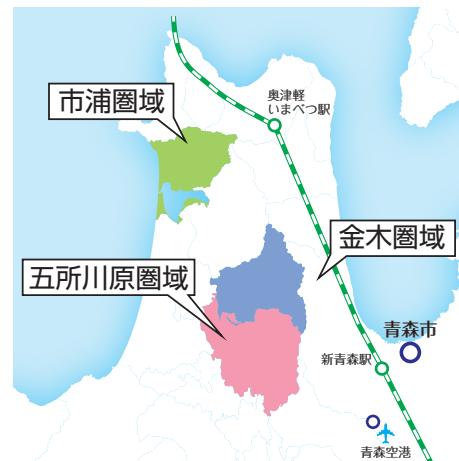 市浦圏域
奥津軽
いまべつ駅
金木圏域
五所川原圏域
青森市
新青森駅
青森空港